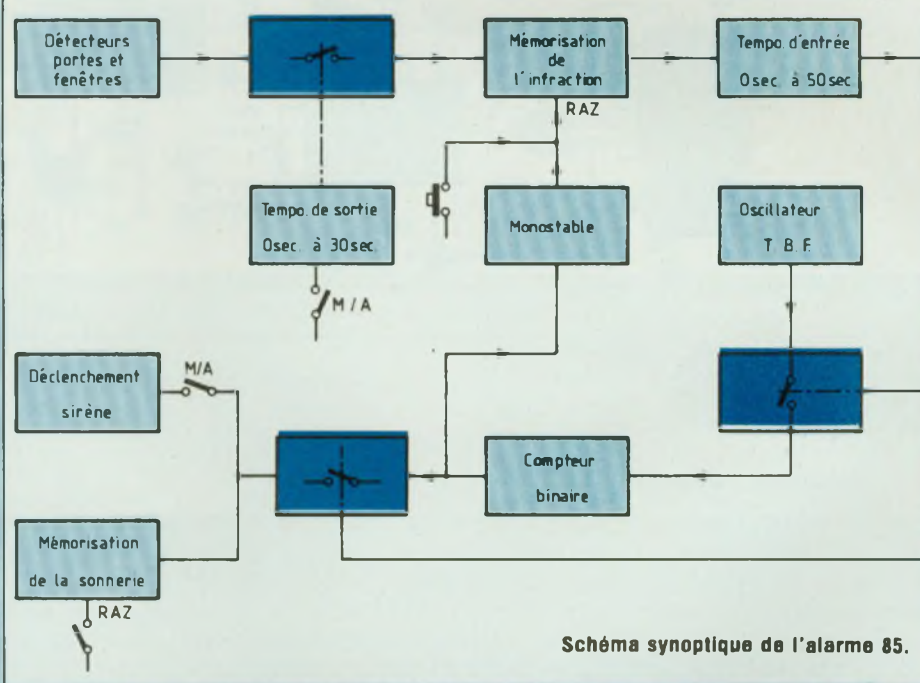 Détecteurs
portes et
fenêtres
Mémorisation
de
l'infraction
RAZ
Tempo. d'entrée
0sec. à 50sec
Tempo. de sortie
0sec. à 30sec.
M/A
Monostable
Oscillateur
T.B.F.
Déclenchement
sirène
M/A
Compteur
binaire
Mémorisation
de la sonnerie
RAZ
Schéma synoptique de l'alarme 85.